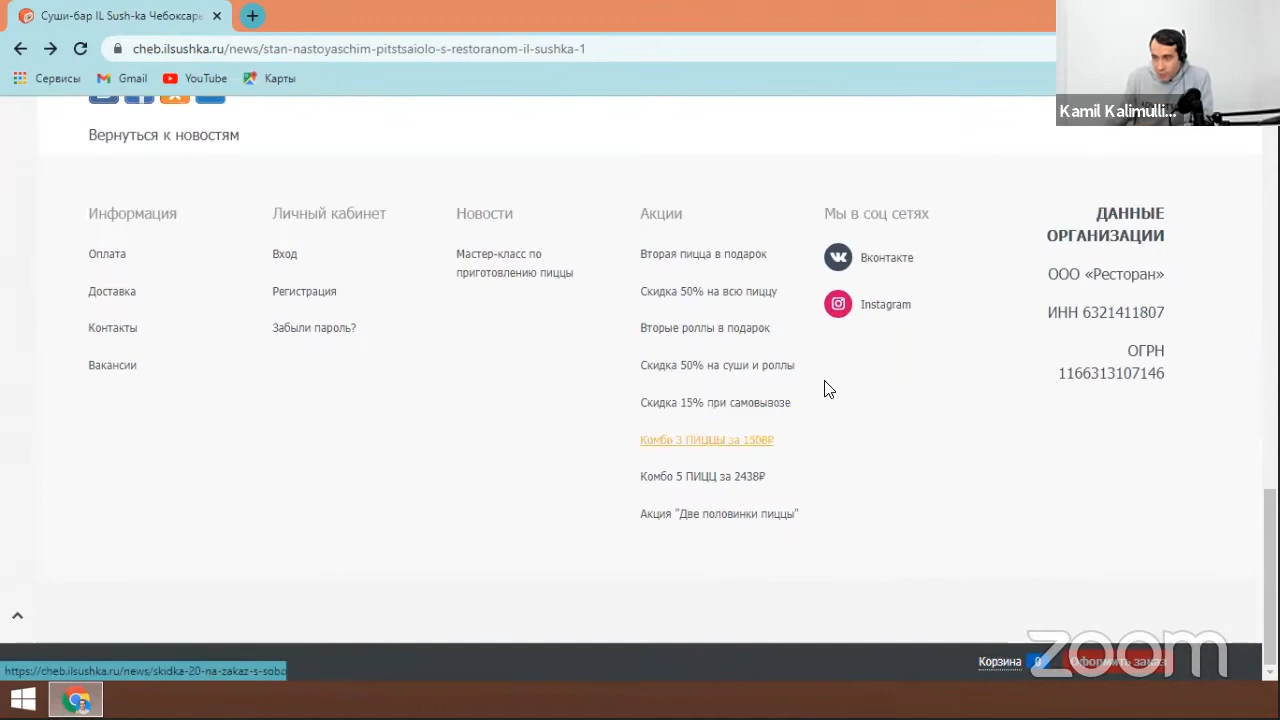 Суши-бар IL Sush-ka Чебоксары
cheb.ilsushka.ru/news/stan-nastoyaschim-pitstsaiolo-s-restoranom-il-sushka-1
Сервисы
Gmail
YouTube
Карты
Kamil Kalimulli...
Вернуться к новостям
Информация
Оплата
Доставка
Контакты
Вакансии
Личный кабинет
Вход
Регистрация
Забыли пароль?
Новости
Мастер-класс по
приготовлению пиццы
Акции
Вторая пицца в подарок
Скидка 50% на всю пиццу
Вторые роллы в подарок
Скидка 50% на суши и роллы
Скидка 15% при самовывозе
Комбо 3 ПИЦЦЫ за 1508₽
Комбо 5 ПИЦЦ за 2438₽
Акция "Две половинки пиццы"
Мы в соц сетях
Вконтакте
Instagram
ДАННЫЕ
ОРГАНИЗАЦИИ
ООО «Ресторан»
ИНН 6321411807
ОГРН
1166313107146
Корзина 0
Оформить заказ
zoom
https://cheb.ilsushka.ru/news/skidka-20-na-zakaz-s-sobo